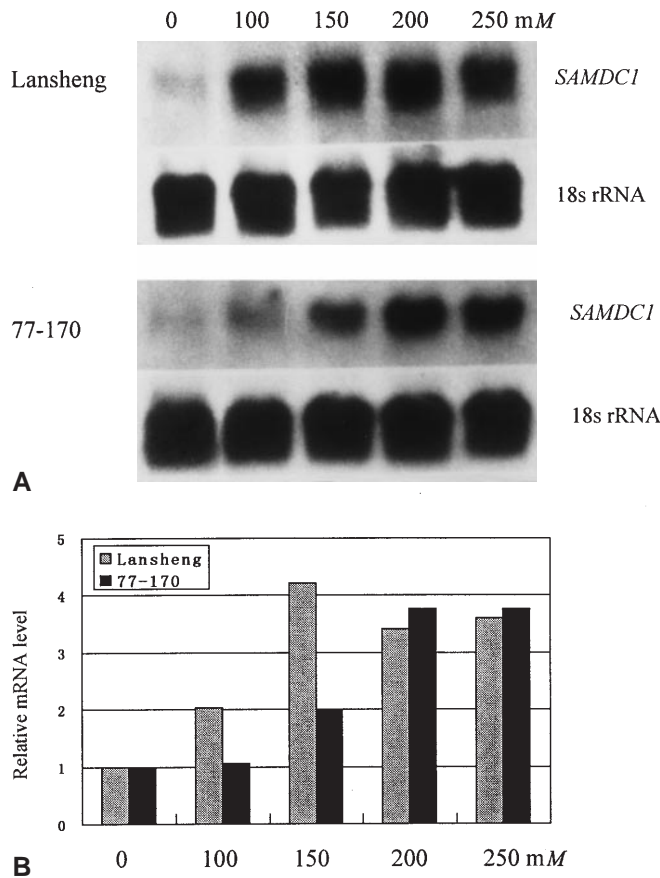 0 100 150 200 250 mM
Lansheng
SAMDC1
18s rRNA
77-170
SAMDC1
18s rRNA
A
5
4
3
2
1
0
Relative mRNA level
Lansheng
77-170
0 100 150 200 250 mM
B